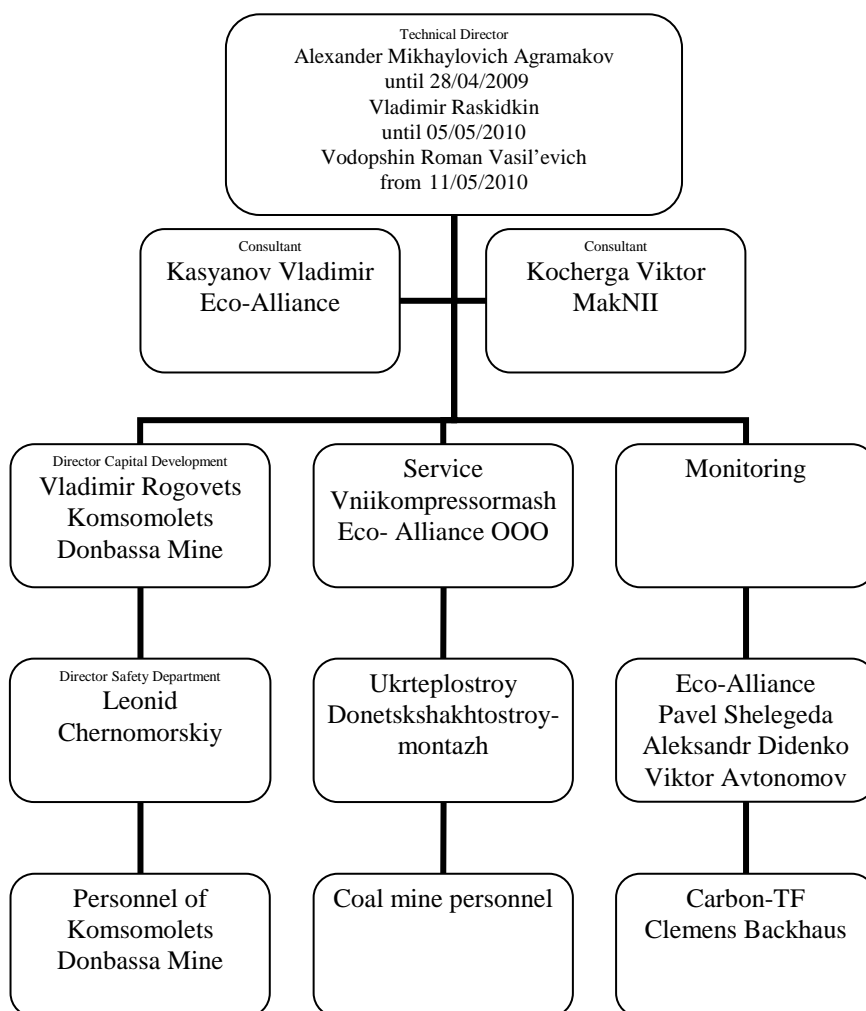 Technical Director
Alexander Mikhaylovich Agramakov
until 28/04/2009
Vladimir Raskidkin
until 05/05/2010
Vodopshin Roman Vasil’evich
from 11/05/2010
Consultant
Kasyanov Vladimir
Eco-Alliance
Consultant
Kocherga Viktor
MakNII
Director Capital Development
Vladimir Rogovets
Komsomolets
Donbassa Mine
Service
Vniikompressormash
Eco- Alliance OOO
Monitoring
Director Safety Department
Leonid
Chernomorskiy
Ukrteplostroy
Donetskshakhtostroy-
montazh
Eco-Alliance
Pavel Shelegeda
Aleksandr Didenko
Viktor Avtonomov
Personnel of
Komsomolets
Donbassa Mine
Coal mine personnel
Carbon-TF
Clemens Backhaus